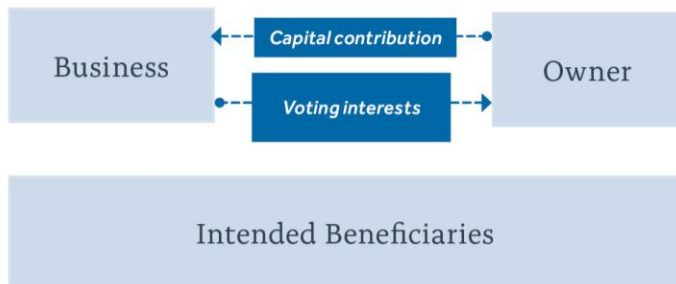 Capital contribution
Business
Owner
Voting interests
Intended Beneficiaries